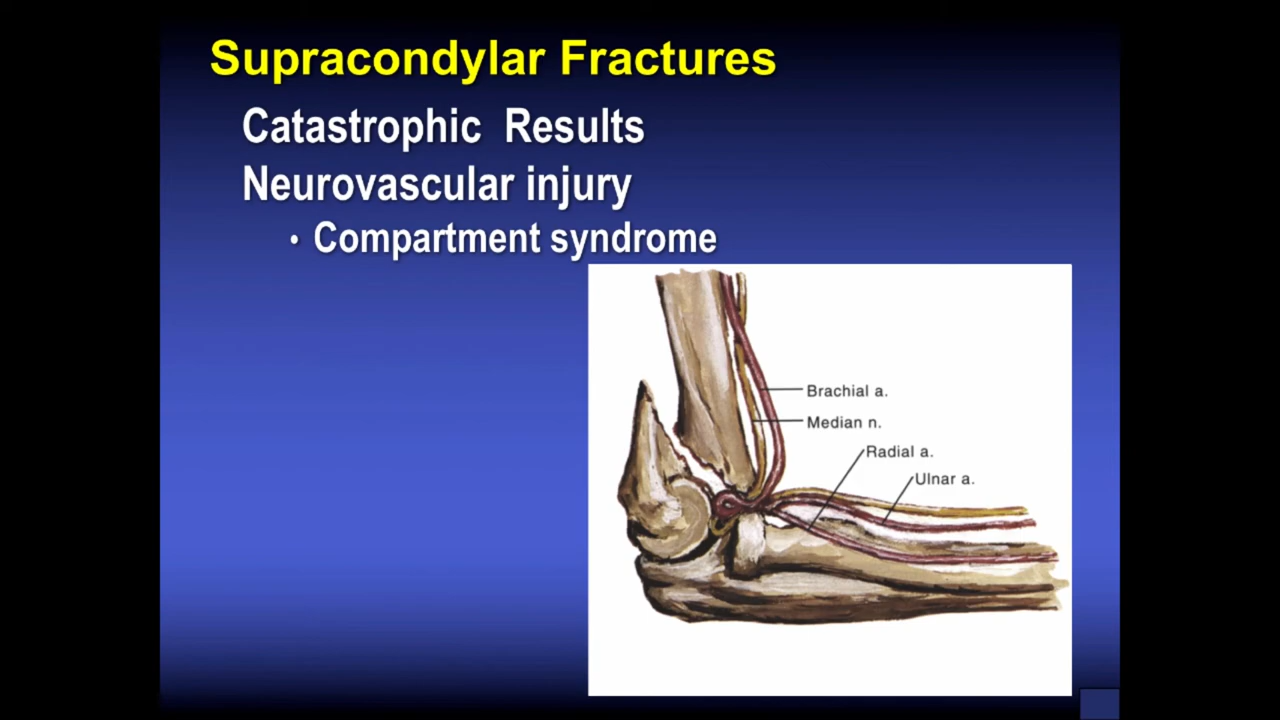 Supracondylar Fractures
Catastrophic Results
Neurovascular injury
• Compartment syndrome
Brachial a.
Median n.
Radial a.
Ulnar a.